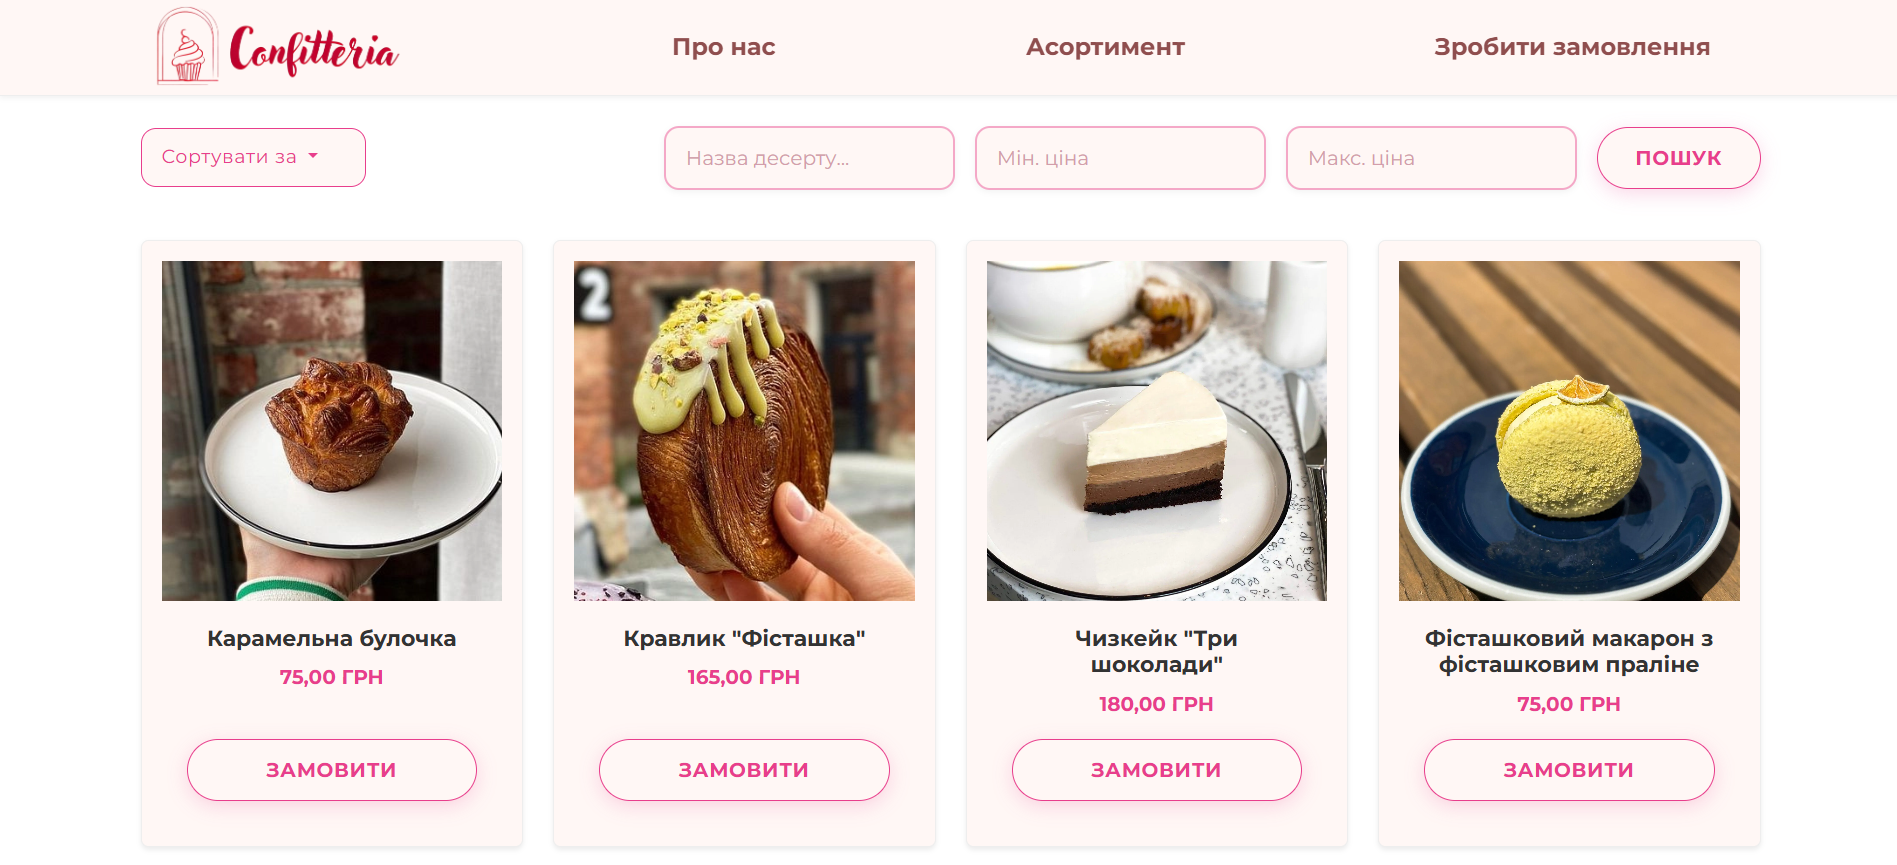 Confitteria
Про нас
Асортимент
Зробити замовлення
Сортувати за
Назва десерту...
Мін. ціна
Макс. ціна
ПОШУК
2
Карамельна булочка
75,00 ГРН
ЗАМОВИТИ
Кравлик "Фісташка"
165,00 ГРН
ЗАМОВИТИ
Чизкейк "Три
шоколади"
180,00 ГРН
ЗАМОВИТИ
Фісташковий макарон з
фісташковим праліне
75,00 ГРН
ЗАМОВИТИ